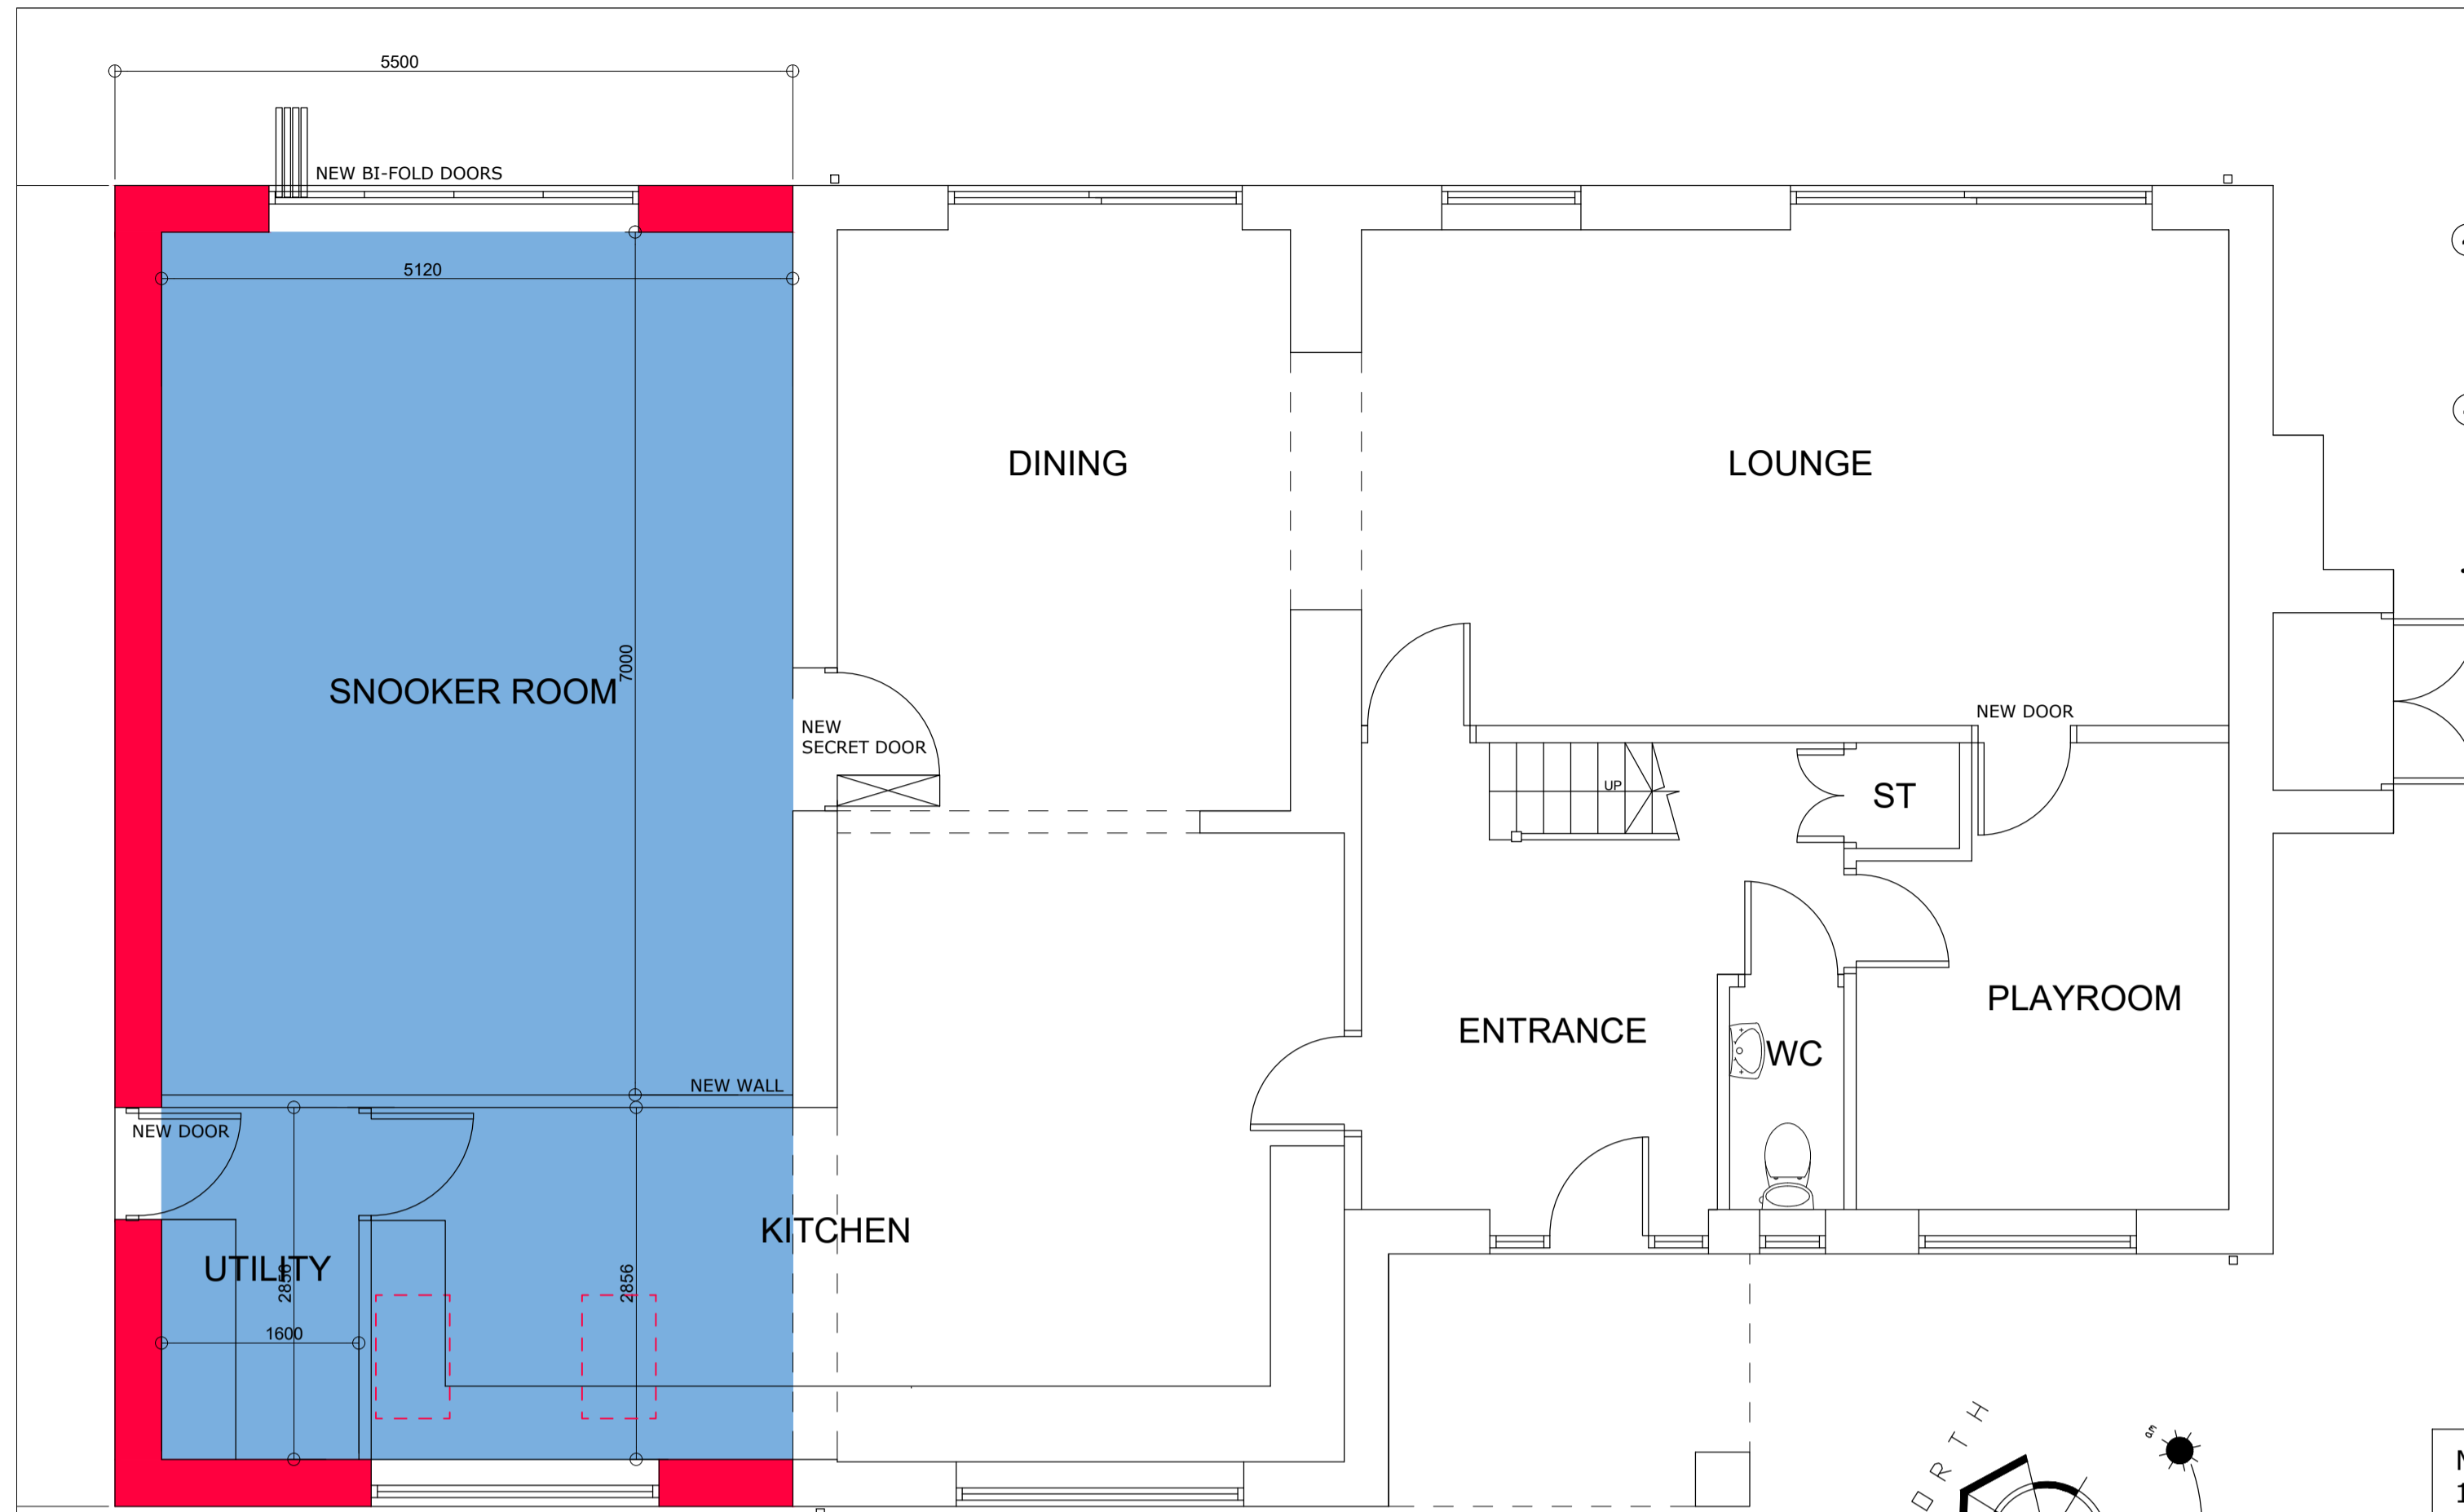 5500
NEW BI-FOLD DOORS
5120
DINING
LOUNGE
SNOOKER ROOM
7000
NEW
SECRET DOOR
NEW DOOR
UP
ST
PLAYROOM
ENTRANCE
WC
NEW WALL
NEW DOOR
KITCHEN
UTILITY
2856
2856
1600